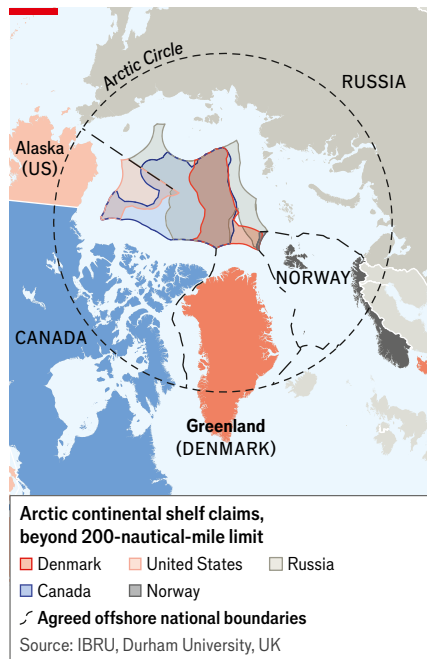 Arctic Circle
RUSSIA
Alaska
(US)
NORWAY
CANADA
Greenland
(DENMARK)
Arctic continental shelf claims,
beyond 200-nautical-mile limit
Denmark
United States
Russia
Canada
Norway
Agreed offshore national boundaries
Source: IBRU, Durham University, UK